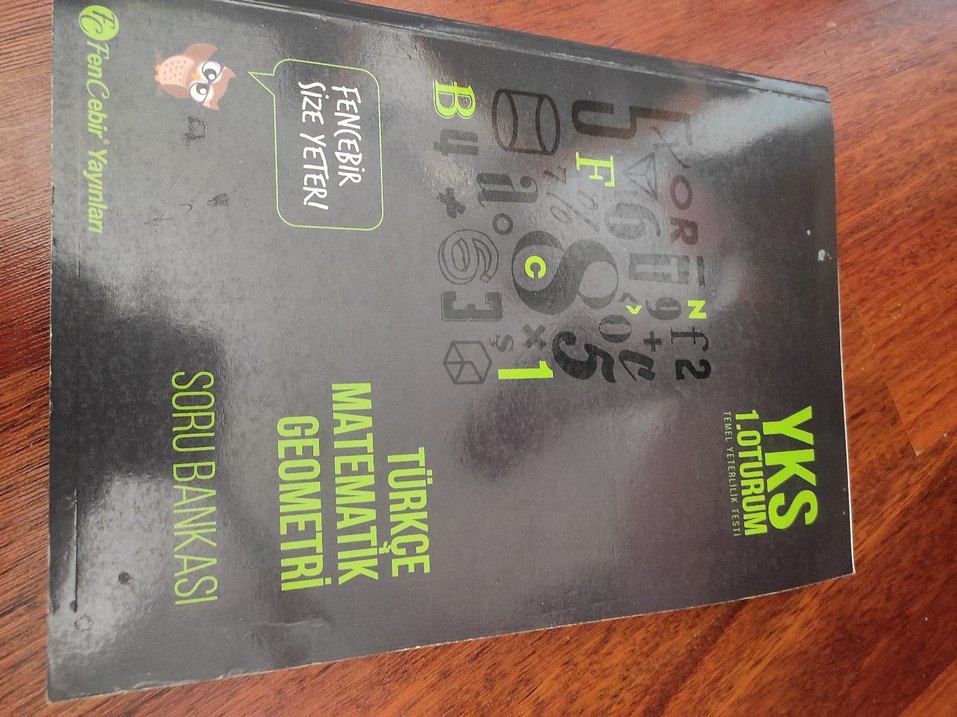 YKS
1.OTURUM
TEMEL YETERLİLİK TESTİ
TÜRKÇE
MATEMATİK
GEOMETRİ
SORU BANKASI
FENCEBİR
SİZE YETER!
FenCebir Yayınları